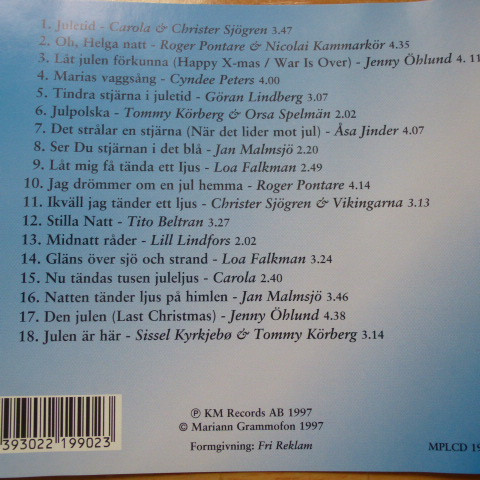 1. Juletid - Carola & Christer Sjögren 3.47
2. Oh, Helga natt - Roger Pontare & Nicolai Kammarkör 4.35
3. Låt julen förkunna (Happy X-mas / War Is Over) - Jenny Öhlund 4. 11
4. Marias vaggsång - Cyndee Peters 4.00
5. Tindra stjärna i juletid - Göran Lindberg 3.07
6. Julpolska - Tommy Körberg & Orsa Spelmän 2.02
7. Det strålar en stjärna (När det lider mot jul) - Åsa Jinder 4.07
8. Ser Du stjärnan i det blå - Jan Malmsjö 2.20
9. Låt mig få tända ett ljus - Loa Falkman 2.49
10. Jag drömmer om en jul hemma - Roger Pontare 4.14
11. Ikväll jag tänder ett ljus - Christer Sjögren & Vikingarna 3.13
12. Stilla Natt - Tito Beltran 3.27
13. Midnatt råder - Lill Lindfors 2.02
14. Gläns över sjö och strand - Loa Falkman 3.24
15. Nu tändas tusen juleljus - Carola 2.40
16. Natten tänder ljus på himlen - Jan Malmsjö 3.46
17. Den julen (Last Christmas) - Jenny Öhlund 4.38
18. Julen är här - Sissel Kyrkjebø & Tommy Körberg 3.14
℗ KM Records AB 1997
© Mariann Grammofon 1997
Formgivning: Fri Reklam
393022 199023
MPLCD 19